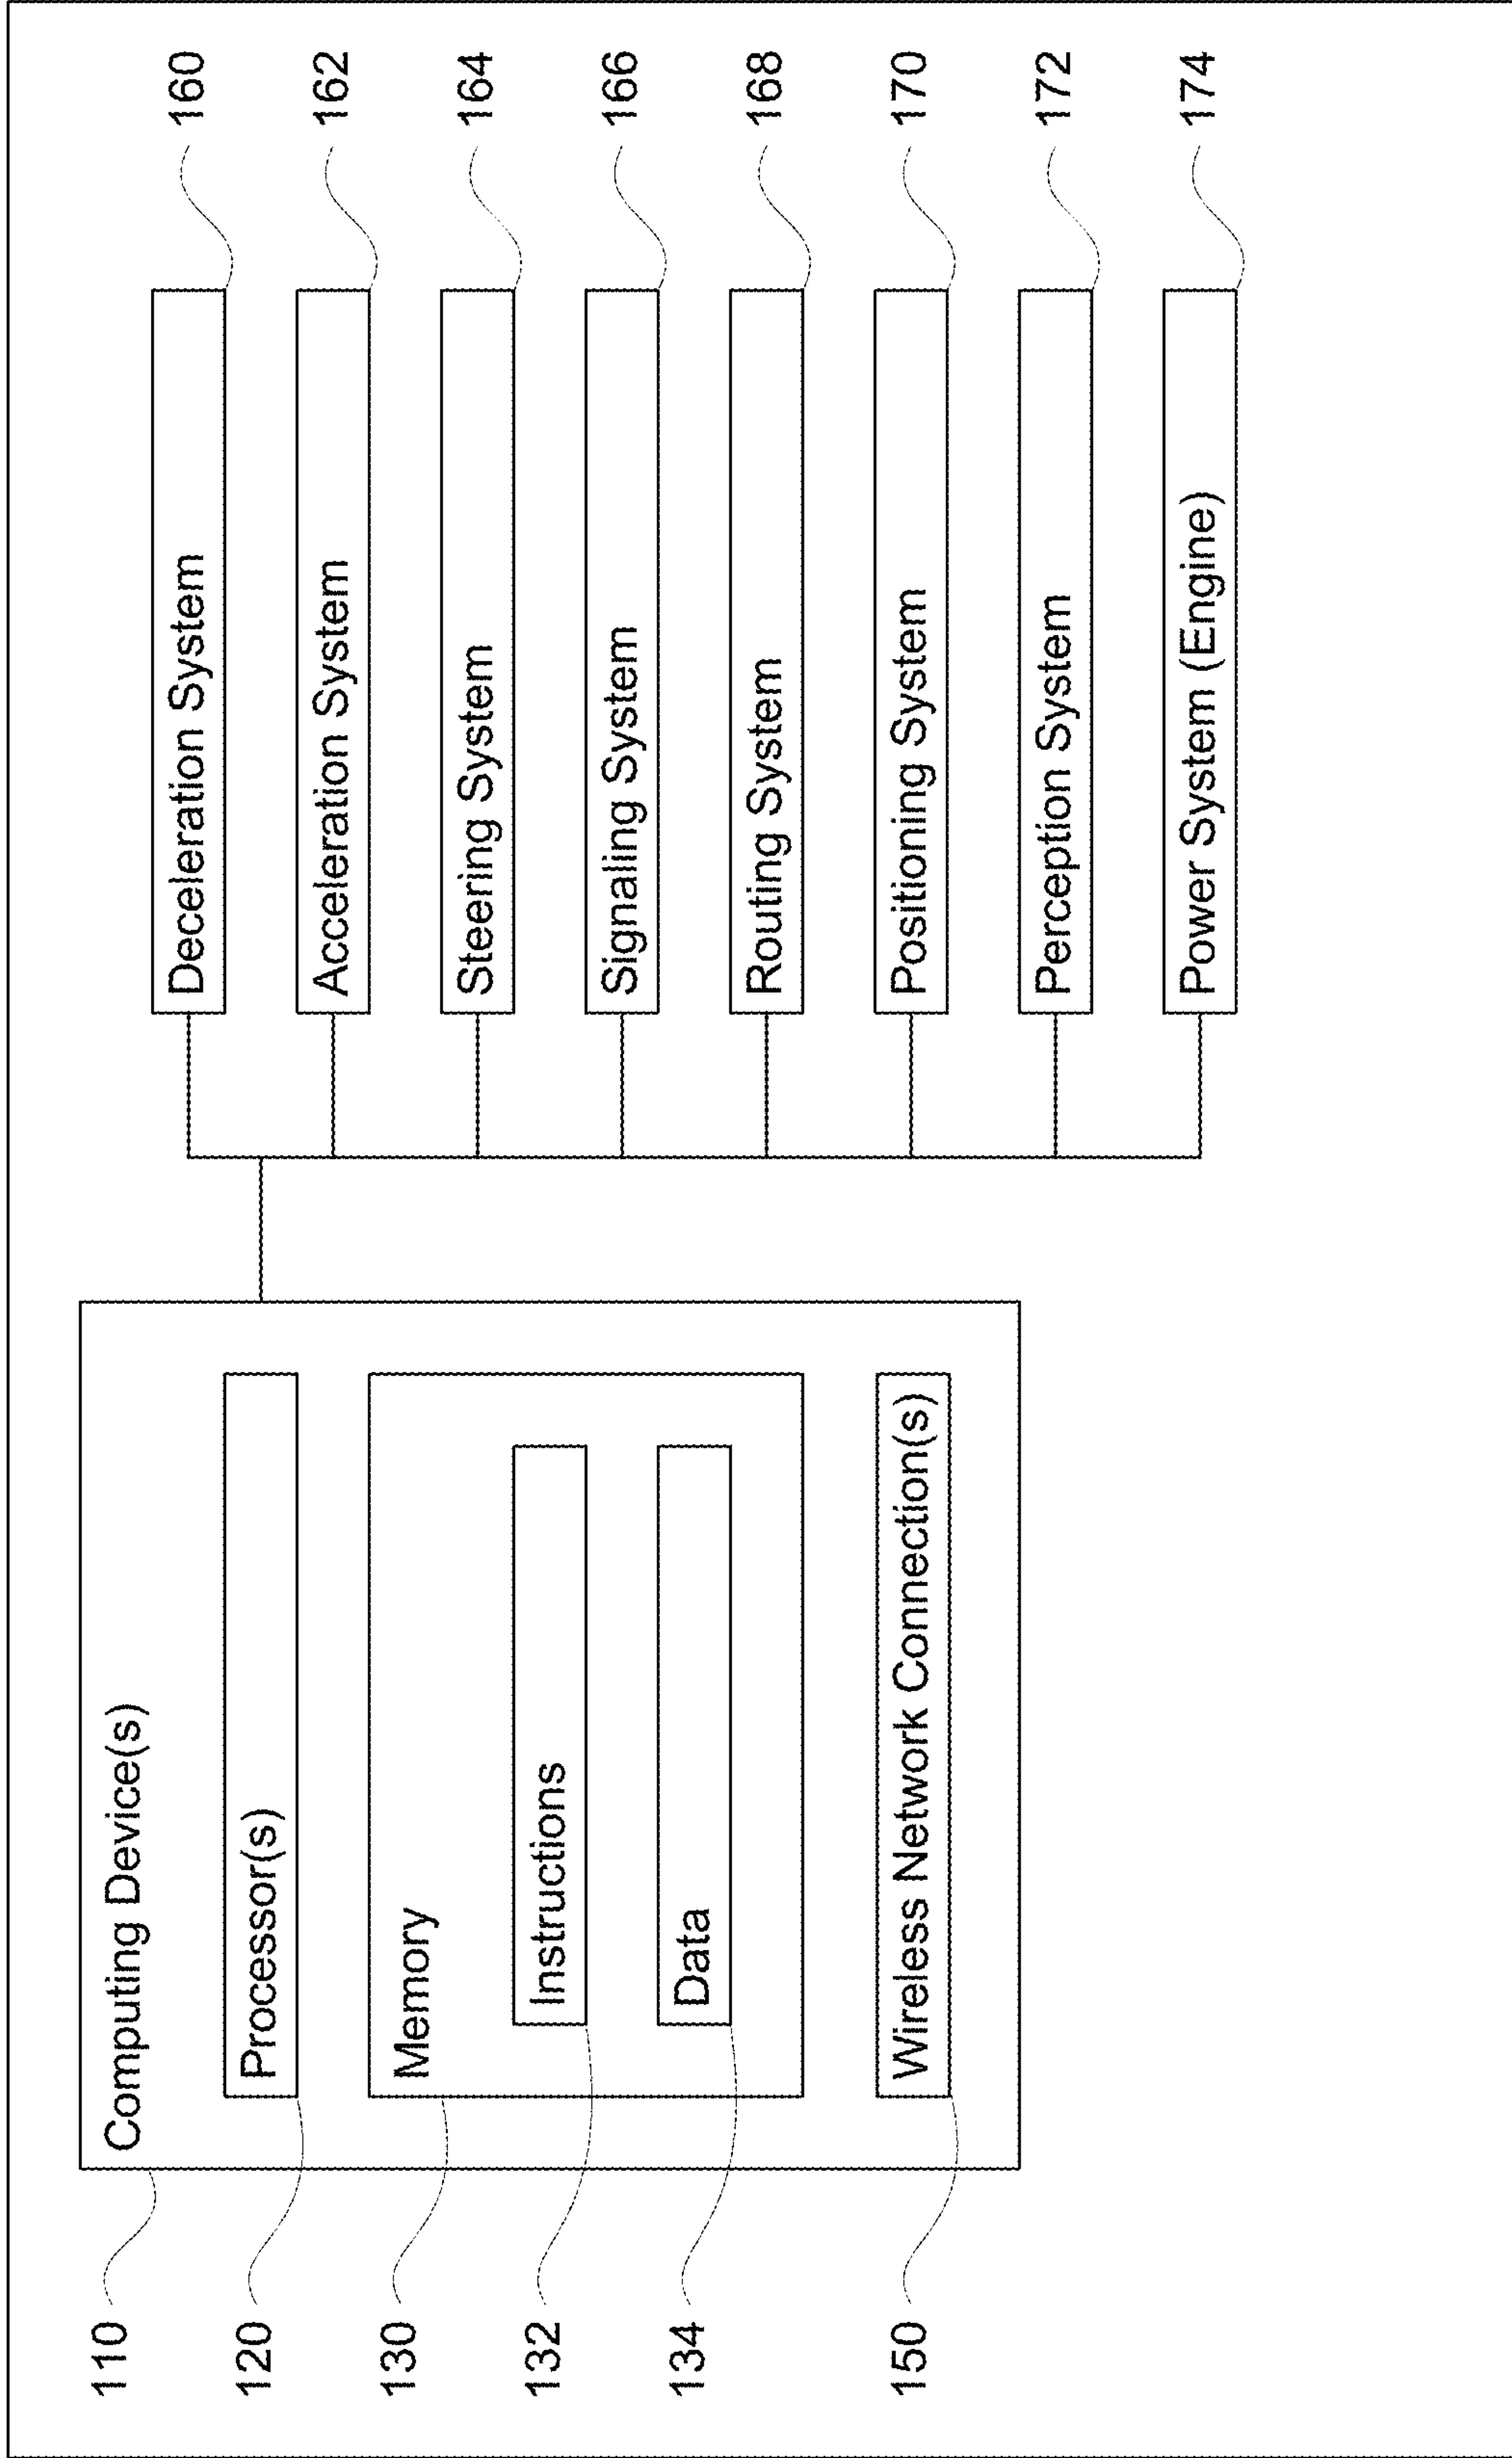 110
Computing Device(s)
120
Processor(s)
130
Memory
132
Instructions
134
Data
150
Wireless Network Connection(s)
Deceleration System
160
Acceleration System
162
Steering System
164
Signaling System
166
Routing System
168
Positioning System
170
Perception System
172
Power System (Engine)
174